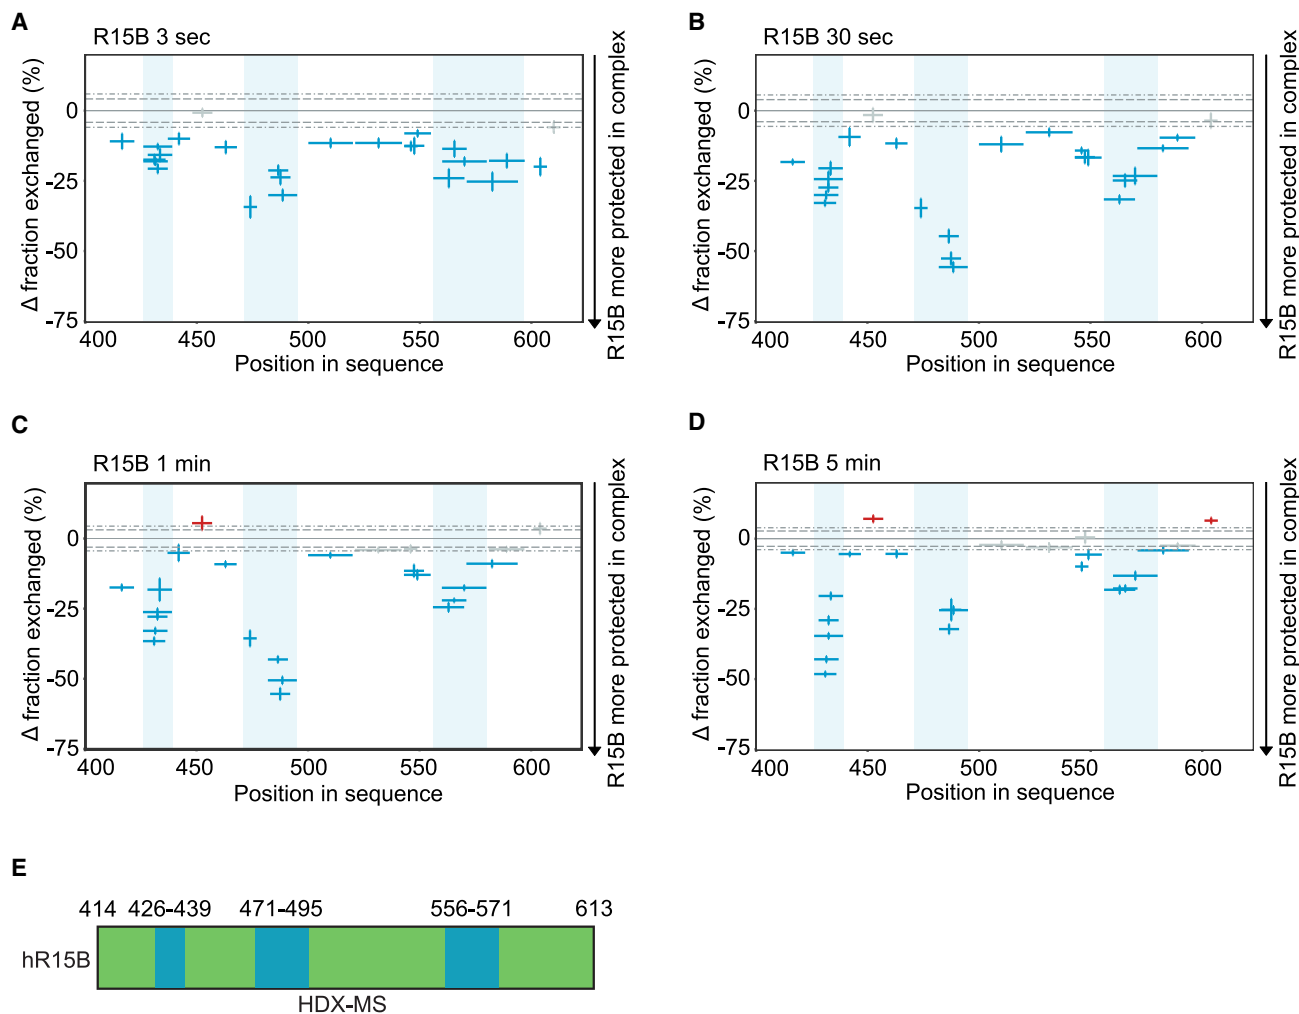 A
R15B 3 sec
Δ fraction exchanged (%)
0
-25
-50
-75
400 450 500 550 600
Position in sequence
R15B more protected in complex
B
R15B 30 sec
Δ fraction exchanged (%)
0
-25
-50
-75
400 450 500 550 600
Position in sequence
R15B more protected in complex
C
R15B 1 min
Δ fraction exchanged (%)
0
-25
-50
-75
400 450 500 550 600
Position in sequence
R15B more protected in complex
D
R15B 5 min
Δ fraction exchanged (%)
0
-25
-50
-75
400 450 500 550 600
Position in sequence
R15B more protected in complex
E
414 426-439 471-495 556-571 613
hR15B
HDX-MS